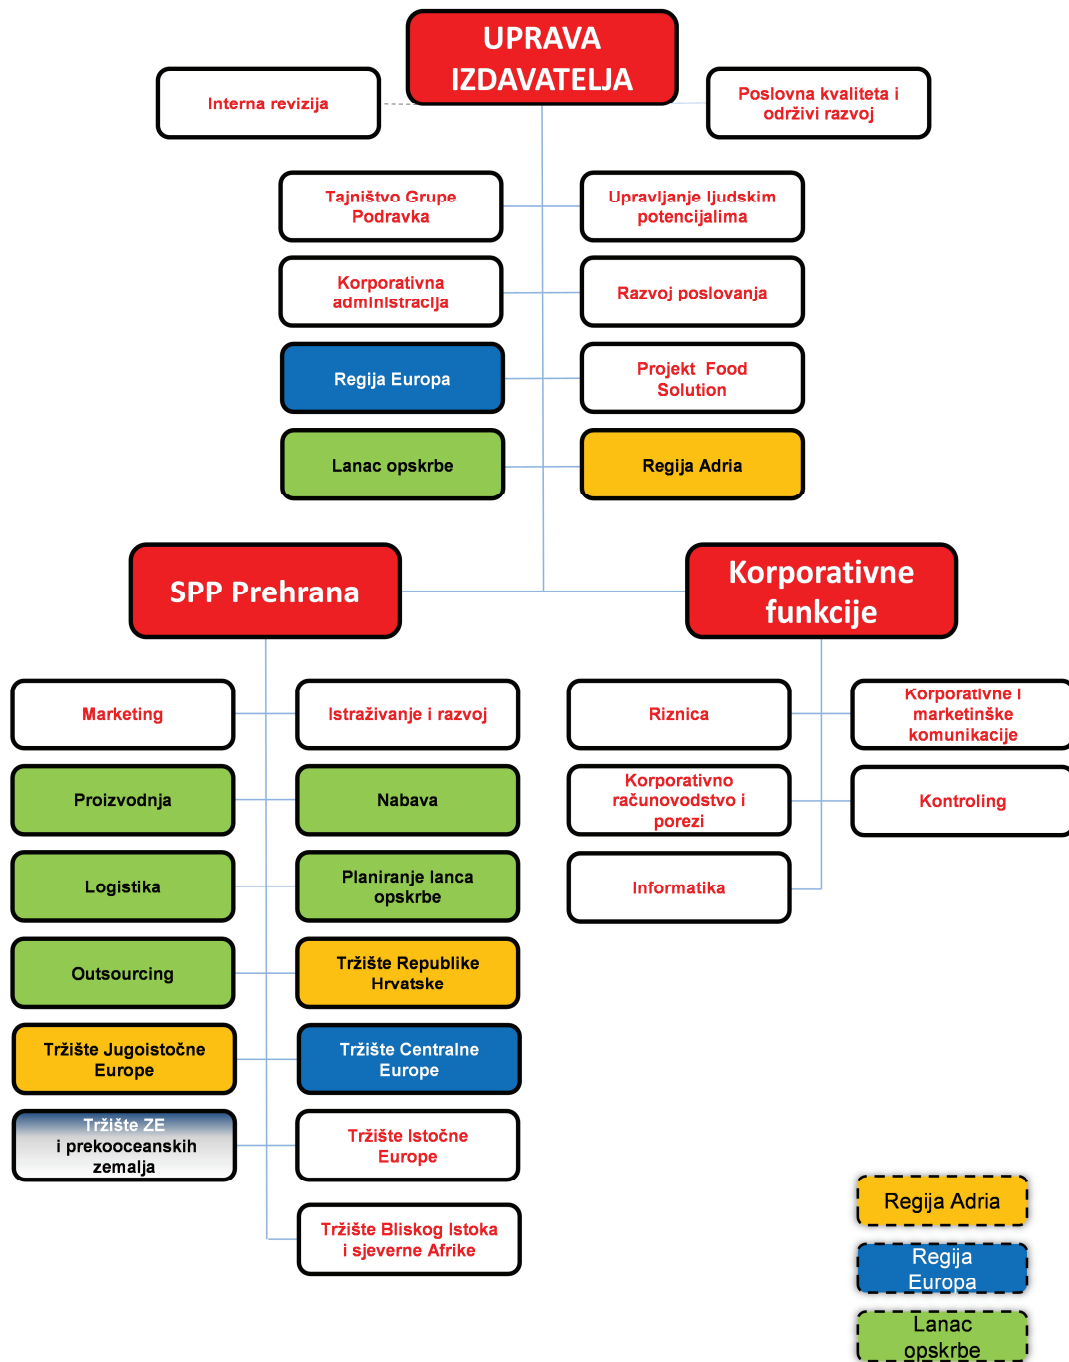 UPRAVA
IZDAVATELJA
Interna revizija
Poslovna kvaliteta i
održivi razvoj
Tajništvo Grupe
Podravka
Upravljanje ljudskim
potencijalima
Korporativna
administracija
Razvoj poslovanja
Regija Europa
Projekt Food
Solution
Lanac opskrbe
Regija Adria
SPP Prehrana
Korporativne
funkcije
Marketing
Istraživanje i razvoj
Riznica
Korporativne i
marketinške
komunikacije
Proizvodnja
Nabava
Korporativno
računovodstvo i
porezi
Kontroling
Logistika
Planiranje lanca
opskrbe
Informatika
Outsourcing
Tržište Republike
Hrvatske
Tržište Jugoistočne
Europe
Tržište Centralne
Europe
Tržište ZE
i prekooceanskih
zemalja
Tržište Istočne
Europe
Tržište Bliskog Istoka
i sjeverne Afrike
Regija Adria
Regija
Europa
Lanac
opskrbe